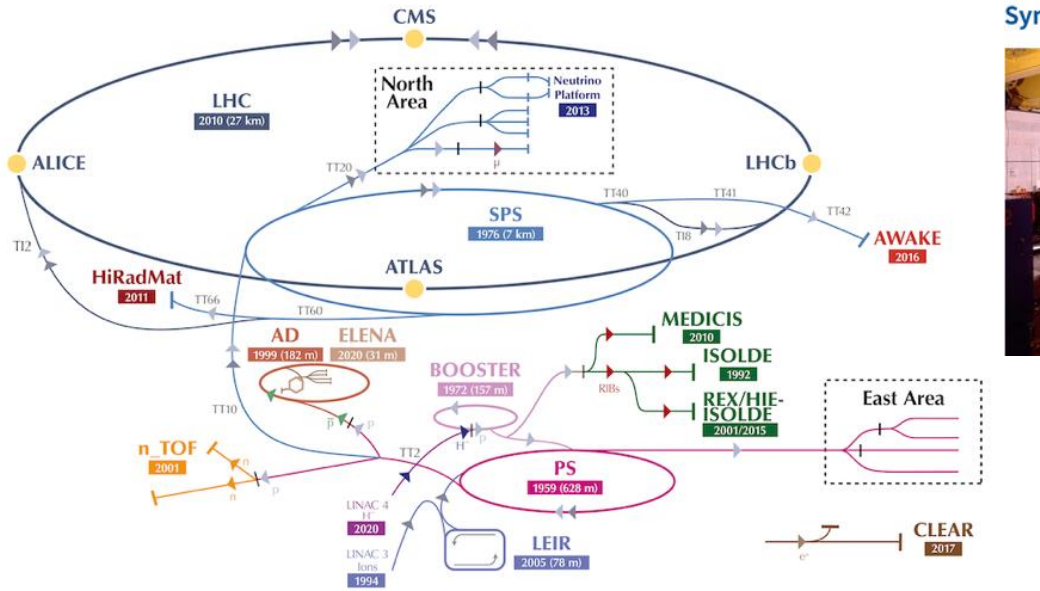 CMS
Syn
North
Area
Neutrino
Platform
2013
LHC
2010 (27 km)
ALICE
LHCb
μ
TT20
SPS
1976 (7 km)
TT40
TT41
TT42
TI8
AWAKE
2016
TI2
ATLAS
HiRadMat
2011
TT66
TT60
AD
1999 (182 m)
ELENA
2020 (31 m)
MEDICIS
2010
BOOSTER
1972 (157 m)
ISOLDE
1992
RIBs
REX/HIE-
ISOLDE
2001/2015
East Area
TT10
p
p
H⁻
p
TT2
n_TOF
2001
n
n
p
PS
1959 (628 m)
LINAC 4
H⁻
2020
LINAC 3
Ions
1994
LEIR
2005 (78 m)
CLEAR
2017
e⁻